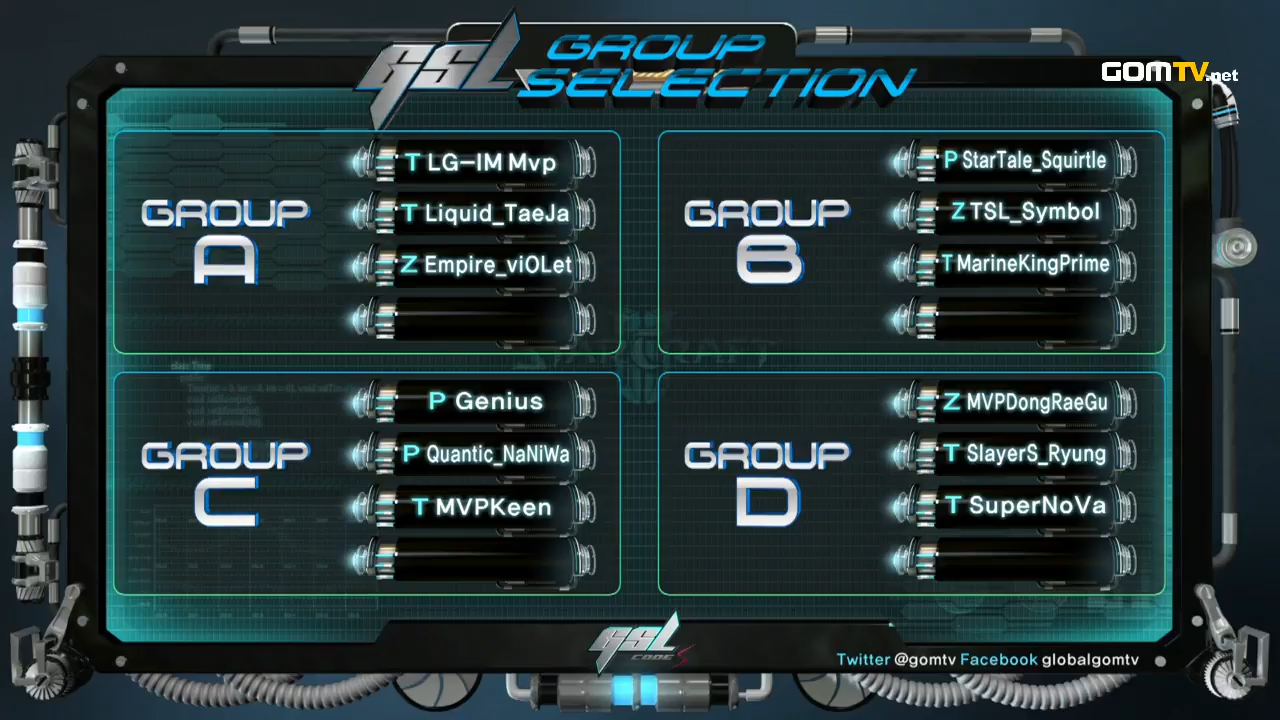 GSL GROUP SELECTION
GOMTV.net
GROUP A
T LG-IM Mvp
T Liquid_TaeJa
Z Empire_viOLet
GROUP B
P StarTale_Squirtle
Z TSL_Symbol
T MarineKingPrime
STARCRAFT
GROUP C
P Genius
P Quantic_NaNiWa
T MVPKeen
GROUP D
Z MVPDongRaeGu
T SlayerS_Ryung
T SuperNoVa
GSL
CODE S
Twitter @gomtv Facebook globalgomtv